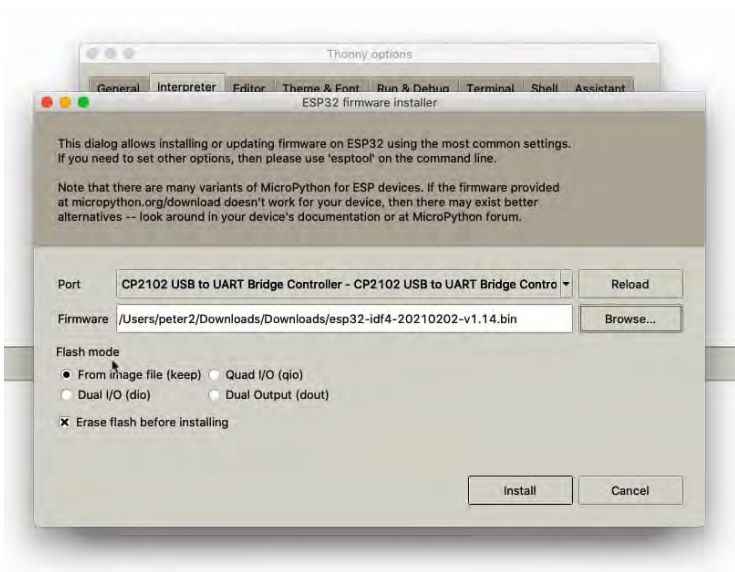 Thonny options
General Interpreter Editor Theme & Font Run & Debug Terminal Shell Assistant
ESP32 firmware installer
This dialog allows installing or updating firmware on ESP32 using the most common settings.
If you need to set other options, then please use 'esptool' on the command line.
Note that there are many variants of MicroPython for ESP devices. If the firmware provided
at micropython.org/download doesn't work for your device, then there may exist better
alternatives -- look around in your device's documentation or at MicroPython forum.
Port CP2102 USB to UART Bridge Controller - CP2102 USB to UART Bridge Contro Reload
Firmware /Users/peter2/Downloads/Downloads/esp32-idf4-20210202-v1.14.bin Browse...
Flash mode
From image file (keep) Quad I/O (qio)
Dual I/O (dio) Dual Output (dout)
Erase flash before installing
Install Cancel